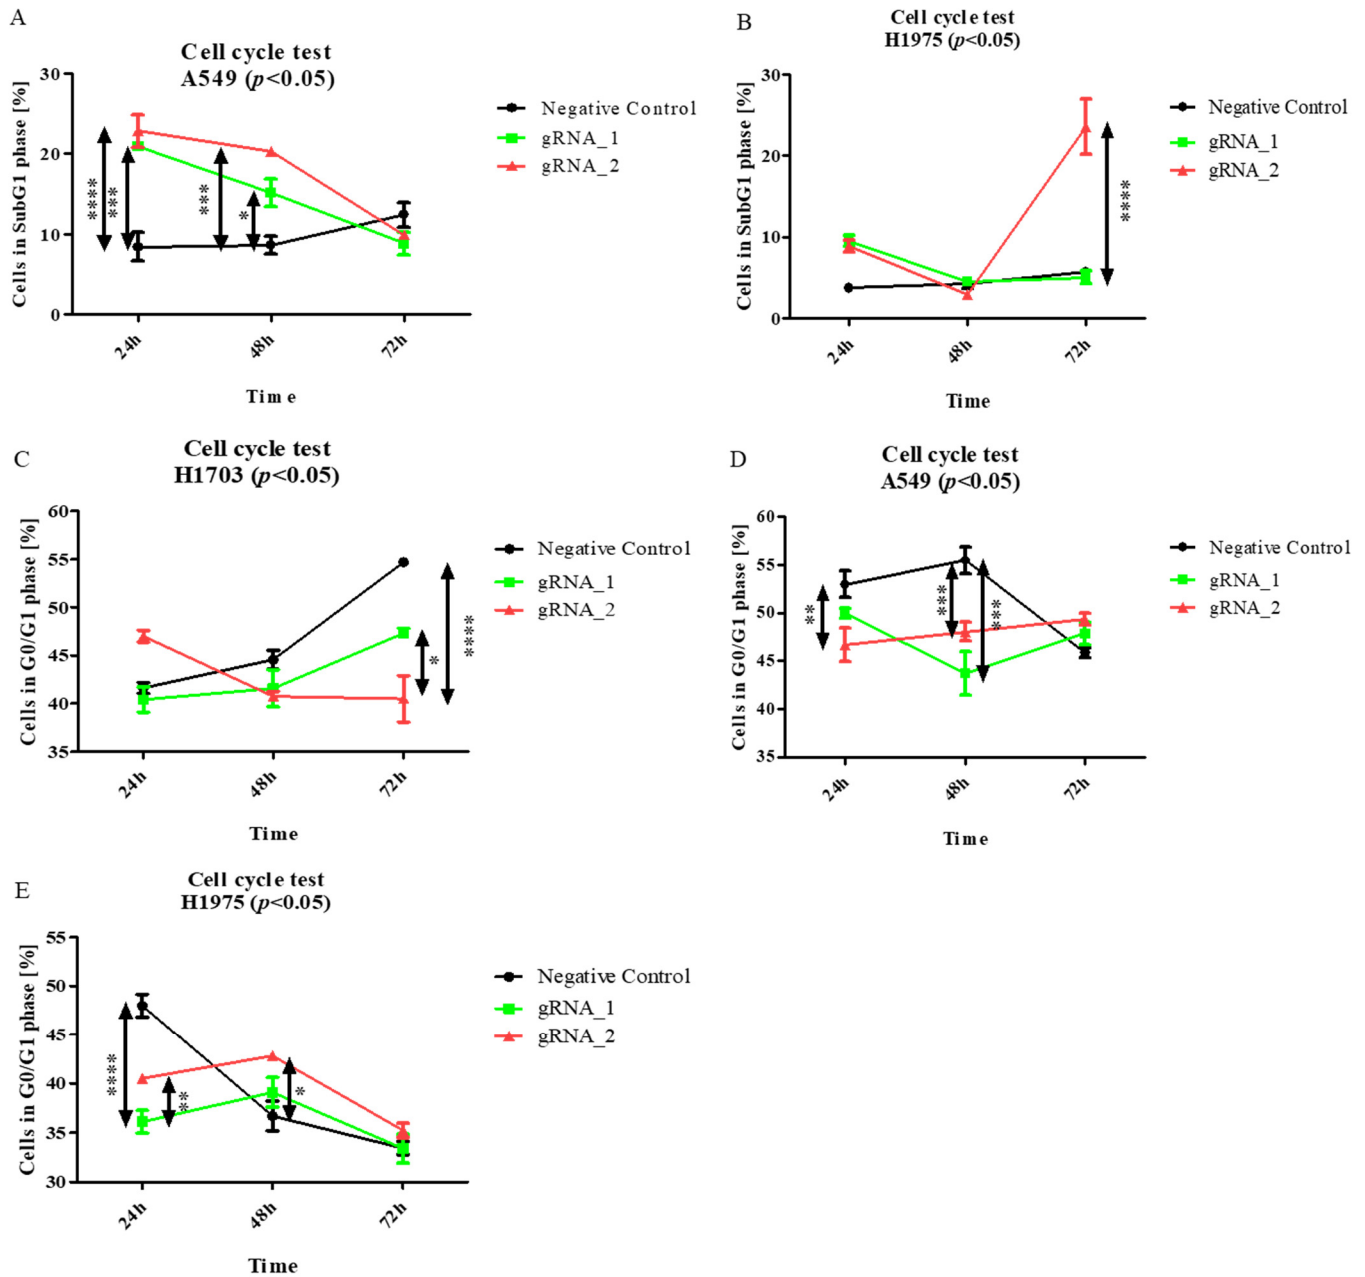 A
Cell cycle test
A549 (p<0.05)
Cells in SubG1 phase [%]
30
20
10
0
****
***
***
*
24h
48h
72h
Time
Negative Control
gRNA_1
gRNA_2
B
Cell cycle test
H1975 (p<0.05)
Cells in SubG1 phase [%]
30
20
10
0
****
24h
48h
72h
Time
Negative Control
gRNA_1
gRNA_2
C
Cell cycle test
H1703 (p<0.05)
Cells in G0/G1 phase [%]
60
55
50
45
40
35
*
****
24h
48h
72h
Time
Negative Control
gRNA_1
gRNA_2
D
Cell cycle test
A549 (p<0.05)
Cells in G0/G1 phase [%]
60
55
50
45
40
35
**
***
***
24h
48h
72h
Time
Negative Control
gRNA_1
gRNA_2
E
Cell cycle test
H1975 (p<0.05)
Cells in G0/G1 phase [%]
55
50
45
40
35
30
****
**
*
24h
48h
72h
Time
Negative Control
gRNA_1
gRNA_2